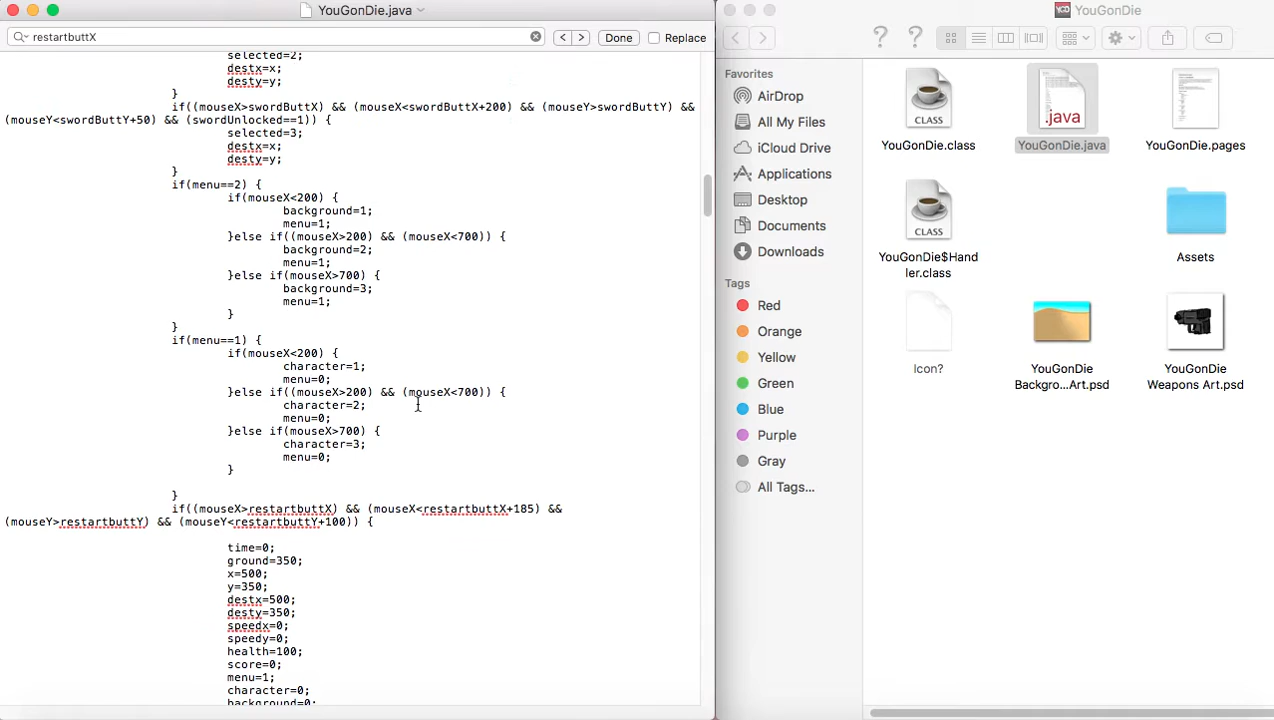 YouGonDie.java
restartbuttX
Done
Replace
selected=2;
destx=x;
desty=y;
}
if((mouseX>swordButtX) && (mouseX<swordButtX+200) && (mouseY>swordButtY) &&
(mouseY<swordButtY+50) && (swordUnlocked==1)) {
selected=3;
destx=x;
desty=y;
}
if(menu==2) {
if(mouseX<200) {
background=1;
menu=1;
}else if((mouseX>200) && (mouseX<700)) {
background=2;
menu=1;
}else if(mouseX>700) {
background=3;
menu=1;
}
}
if(menu==1) {
if(mouseX<200) {
character=1;
menu=0;
}else if((mouseX>200) && (mouseX<700)) {
character=2;
menu=0;
}else if(mouseX>700) {
character=3;
menu=0;
}
}
if((mouseX>restartbuttX) && (mouseX<restartbuttX+185) &&
(mouseY>restartbuttY) && (mouseY<restartbuttY+100)) {
time=0;
ground=350;
x=500;
y=350;
destx=500;
desty=350;
speedx=0;
speedy=0;
health=100;
score=0;
menu=1;
character=0;
background=0;
YouGonDie
Favorites
AirDrop
All My Files
iCloud Drive
Applications
Desktop
Documents
Downloads
Tags
Red
Orange
Yellow
Green
Blue
Purple
Gray
All Tags...
CLASS
YouGonDie.class
.java
YouGonDie.java
YouGonDie.pages
CLASS
YouGonDie$Hand
ler.class
Assets
Icon?
YouGonDie
Backgro...Art.psd
YouGonDie
Weapons Art.psd